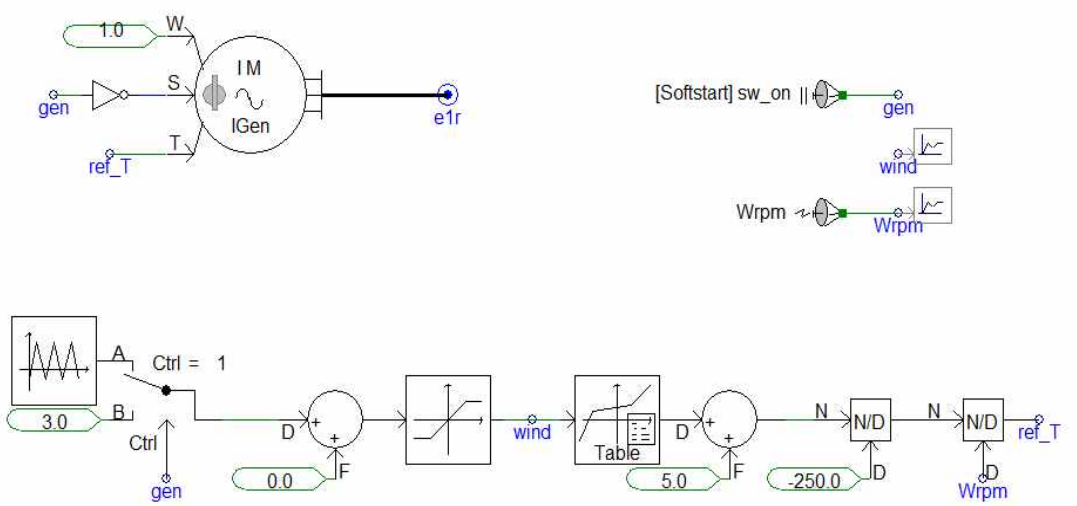 1.0
W
I M
S
gen
IGen
e1r
T
ref_T
[Softstart] sw_on
gen
wind
Wrpm
Wrpm
A
Ctrl = 1
B
3.0
Ctrl
gen
D
+
+
F
0.0
wind
Table
D
+
+
F
5.0
N
N/D
D
-250.0
N
N/D
D
Wrpm
ref_T